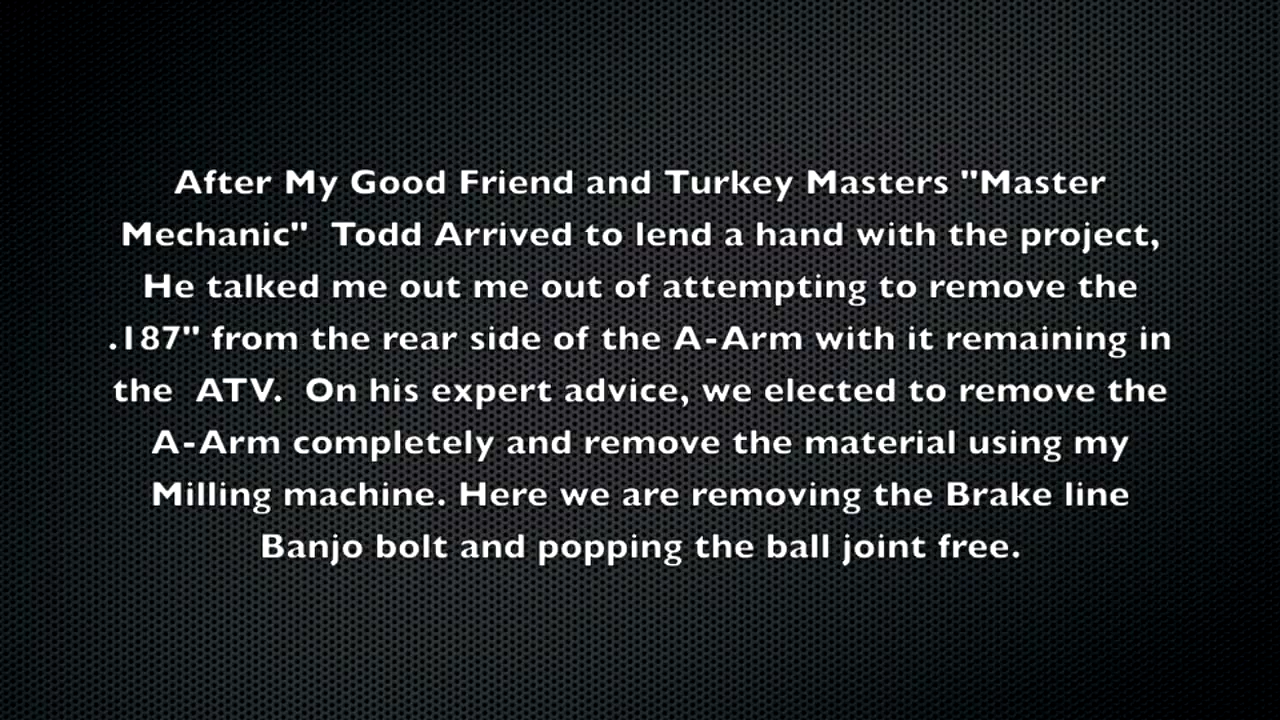 After My Good Friend and Turkey Masters "Master
Mechanic"  Todd Arrived to lend a hand with the project,
He talked me out me out of attempting to remove the
.187" from the rear side of the A-Arm with it remaining in
the  ATV.  On his expert advice, we elected to remove the
A-Arm completely and remove the material using my
Milling machine. Here we are removing the Brake line
Banjo bolt and popping the ball joint free.